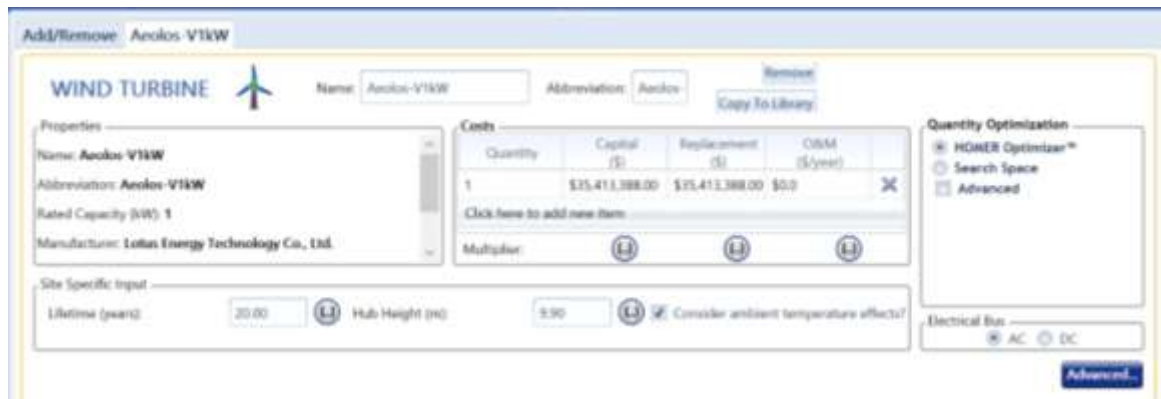 Add/Remove Aeolos-V1kW
WIND TURBINE
Name: Aeolos-V1kW
Abbreviation: Aeolos
Remove
Copy To Library
Properties
Name: Aeolos-V1kW
Abbreviation: Aeolos-V1kW
Rated Capacity (kW): 1
Manufacturer: Lotus Energy Technology Co., Ltd.
Costs
Quantity Capital ($) Replacement ($) O&M ($/year)
1 $35,413,388.00 $35,413,388.00 $0.0
Click here to add new item
Multiplier:
Quantity Optimization
HOMER Optimizer™
Search Space
Advanced
Site Specific Input
Lifetime (years): 20.00 Hub Height (m): 9.90 Consider ambient temperature effects?
Electrical Bus
AC DC
Advanced...